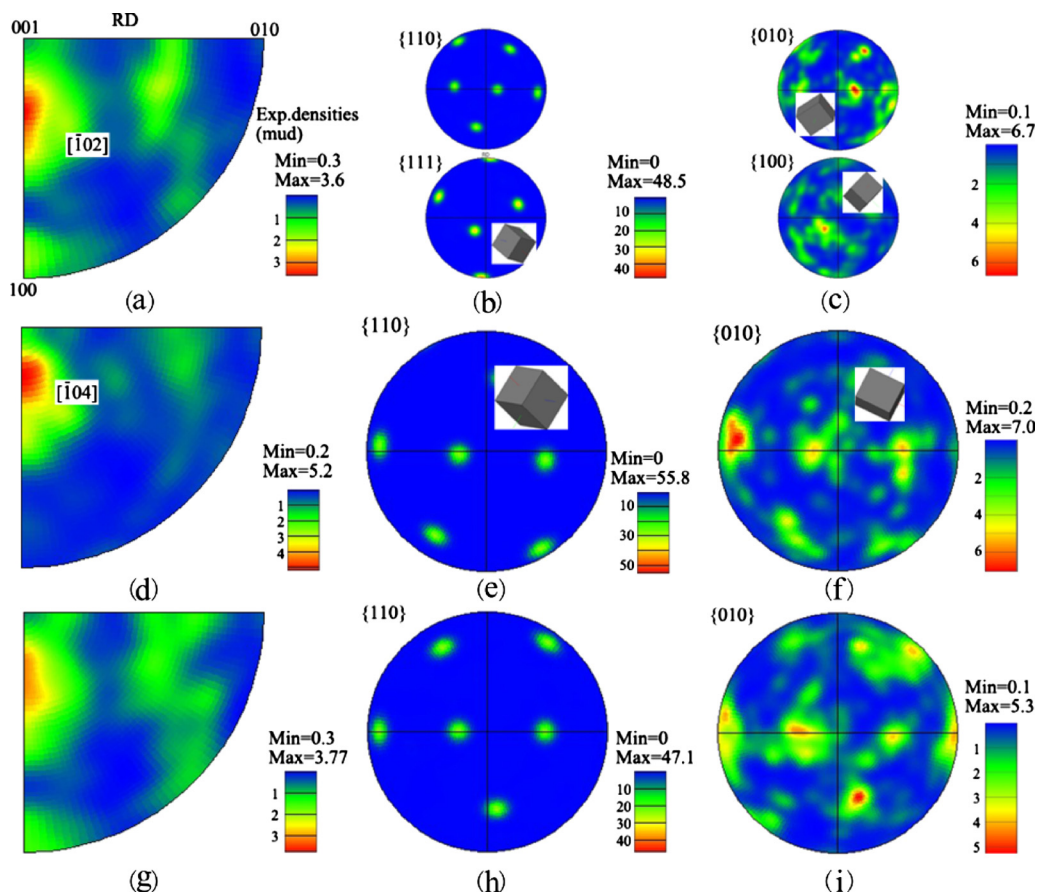 001 RD 010
[1̄02]
Exp.densities
(mud)
Min=0.3
Max=3.6
1
2
3
100
(a)
{110}
{111}
Min=0
Max=48.5
10
20
30
40
(b)
{010}
{100}
Min=0.1
Max=6.7
2
4
6
(c)
[1̄04]
Min=0.2
Max=5.2
1
2
3
4
(d)
{110}
Min=0
Max=55.8
10
30
50
(e)
{010}
Min=0.2
Max=7.0
2
4
6
(f)
Min=0.3
Max=3.77
1
2
3
(g)
{110}
Min=0
Max=47.1
10
20
30
40
(h)
{010}
Min=0.1
Max=5.3
1
2
3
4
5
(i)